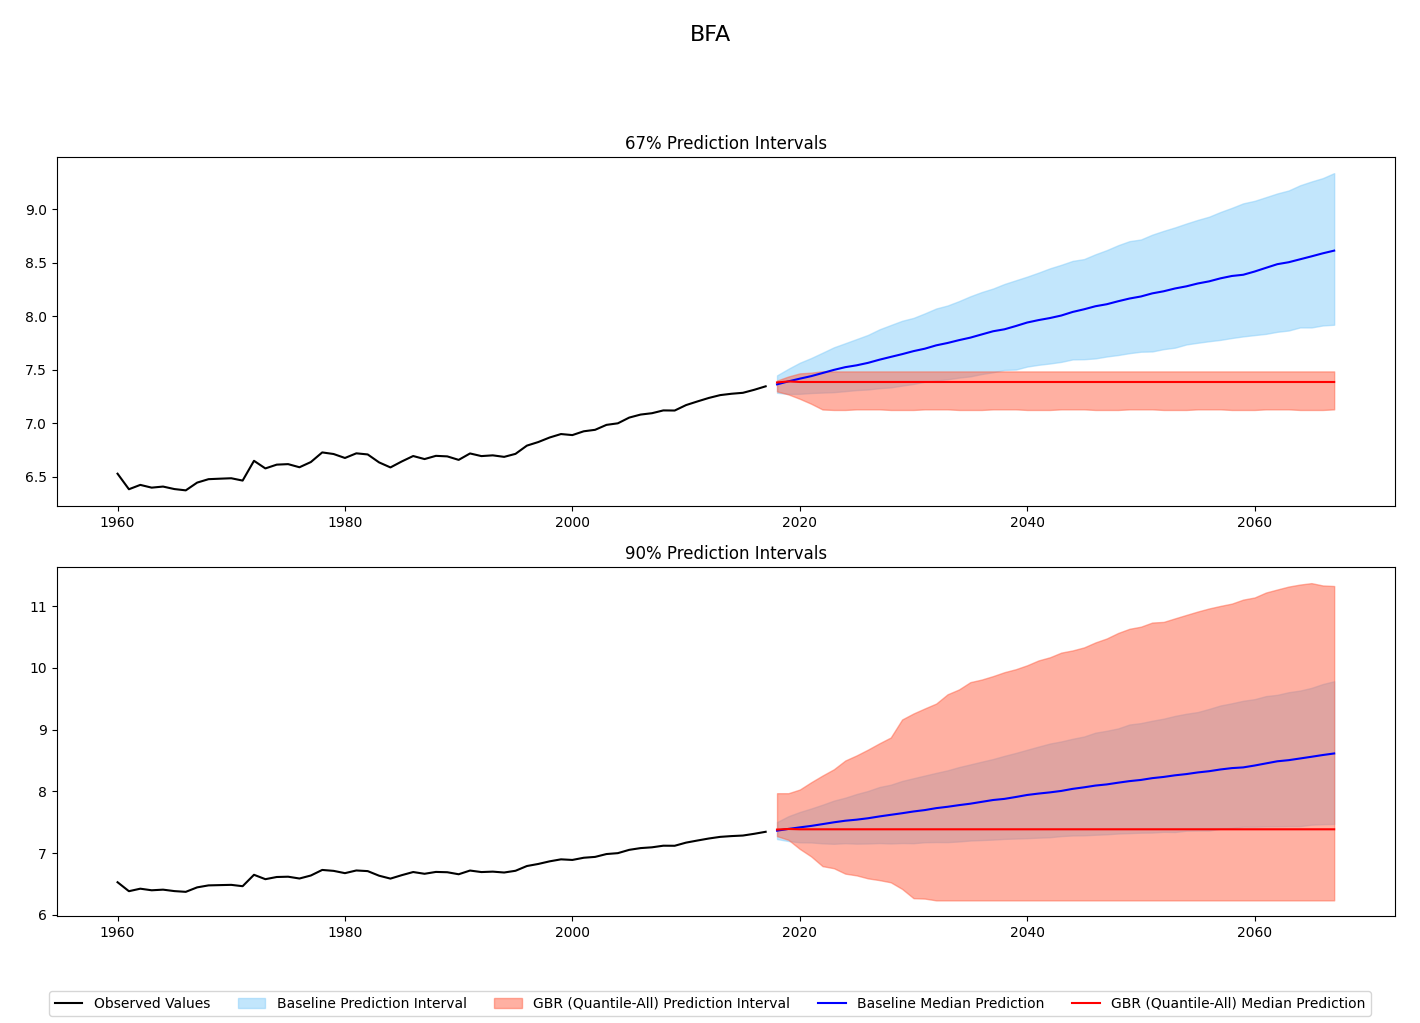 BFA
67% Prediction Intervals
9.0
8.5
8.0
7.5
7.0
6.5
1960 1980 2000 2020 2040 2060
90% Prediction Intervals
11
10
9
8
7
6
1960 1980 2000 2020 2040 2060
Observed Values Baseline Prediction Interval GBR (Quantile-All) Prediction Interval Baseline Median Prediction GBR (Quantile-All) Median Prediction